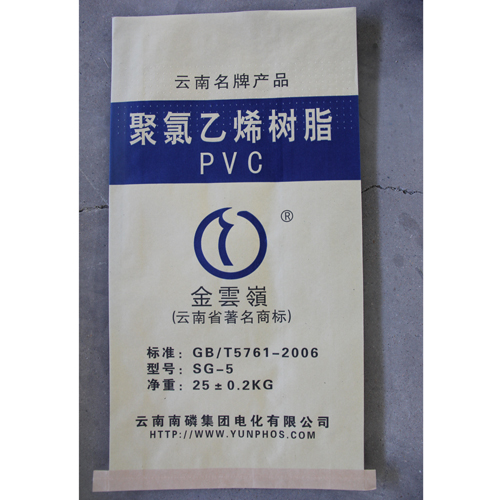 云南名牌产品
聚氯乙烯树脂
PVC
®
金雲嶺
(云南省著名商标)
标准：GB/T5761-2006
型号：SG-5
净重：25±0.2KG
云南南磷集团电化有限公司
HTTP://WWW.YUNPHOS.COM